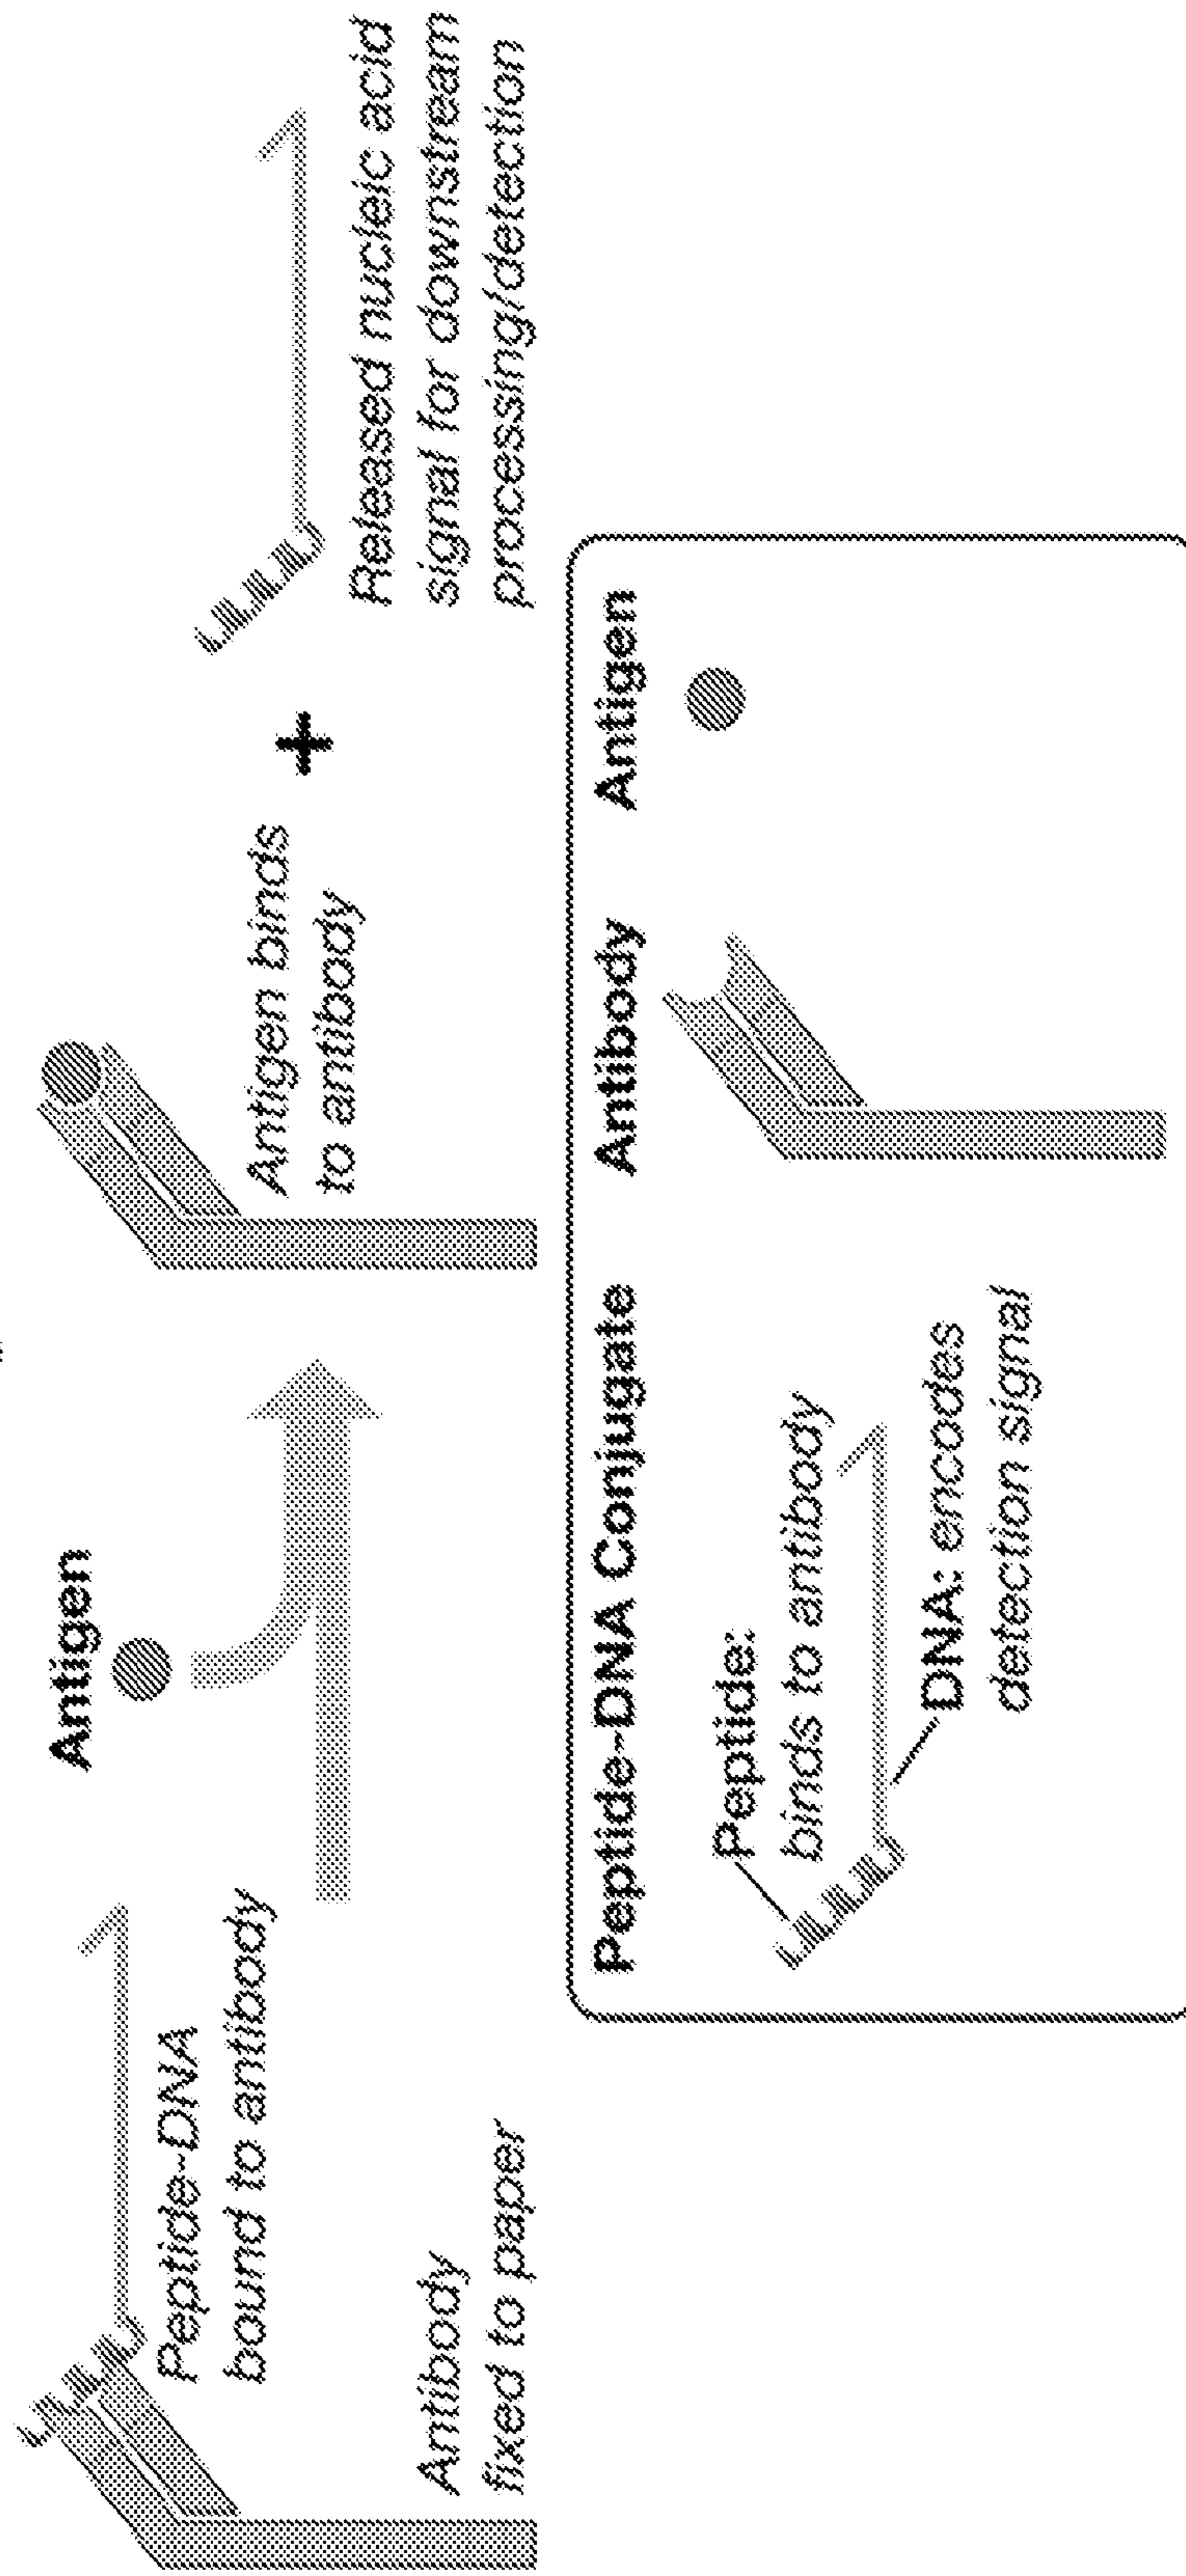 Peptide-DNA
bound to antibody
Antibody
fixed to paper
Antigen
Antigen binds
to antibody
+
Released nucleic acid
signal for downstream
processing/detection
Peptide-DNA Conjugate
Peptide:
binds to antibody
DNA: encodes
detection signal
Antibody
Antigen